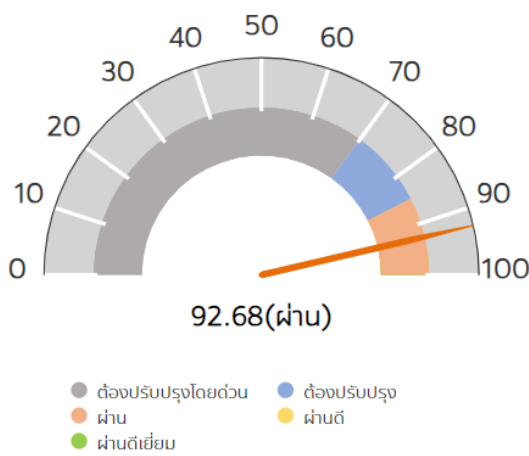 50
40
60
30
70
20
80
10
90
0
100
92.68(ผ่าน)
ต้องปรับปรุงโดยด่วน
ต้องปรับปรุง
ผ่าน
ผ่านดี
ผ่านดีเยี่ยม